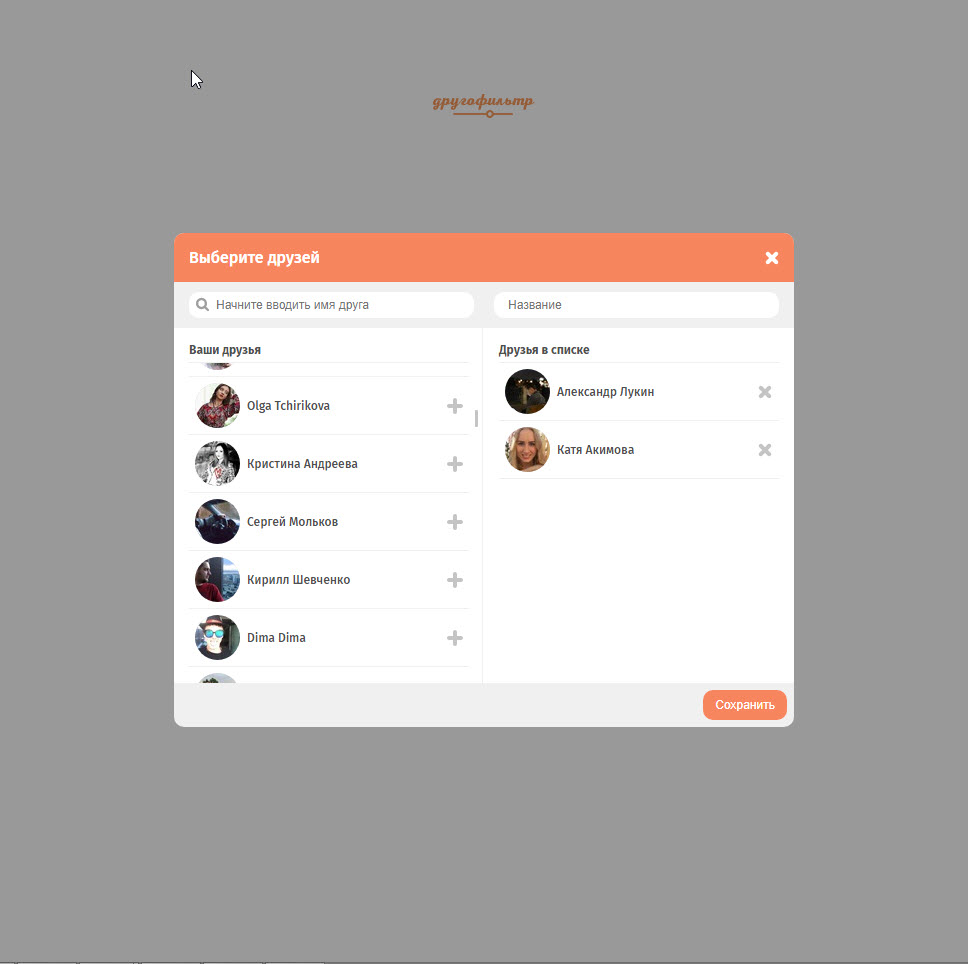 другофильтр
Выберите друзей
Начните вводить имя друга
Название
Ваши друзья
Друзья в списке
Olga Tchirikova
Александр Лукин
Кристина Андреева
Катя Акимова
Сергей Мольков
Кирилл Шевченко
Dima Dima
Сохранить